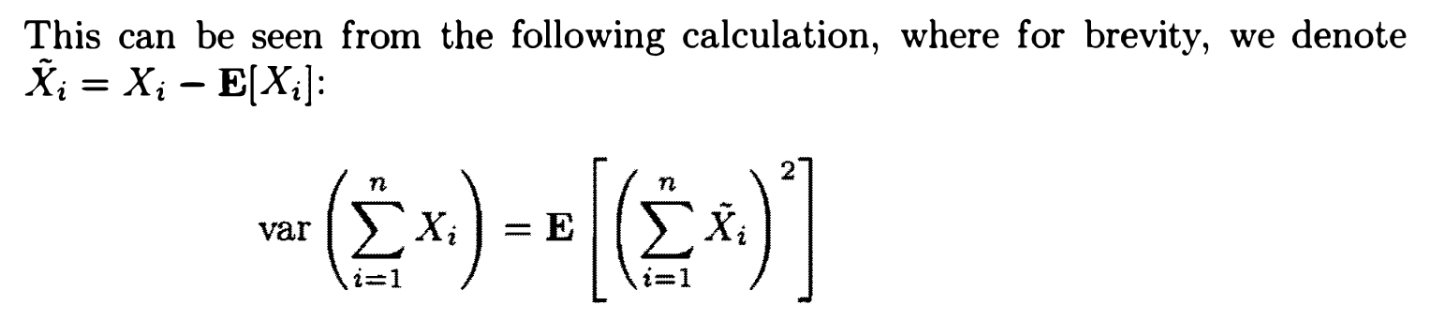 This can be seen from the following calculation, where for brevity, we denote
X̃ᵢ = Xᵢ − E[Xᵢ]:
var(∑ᵢ₌₁ⁿ Xᵢ) = E[(∑ᵢ₌₁ⁿ X̃ᵢ)²]